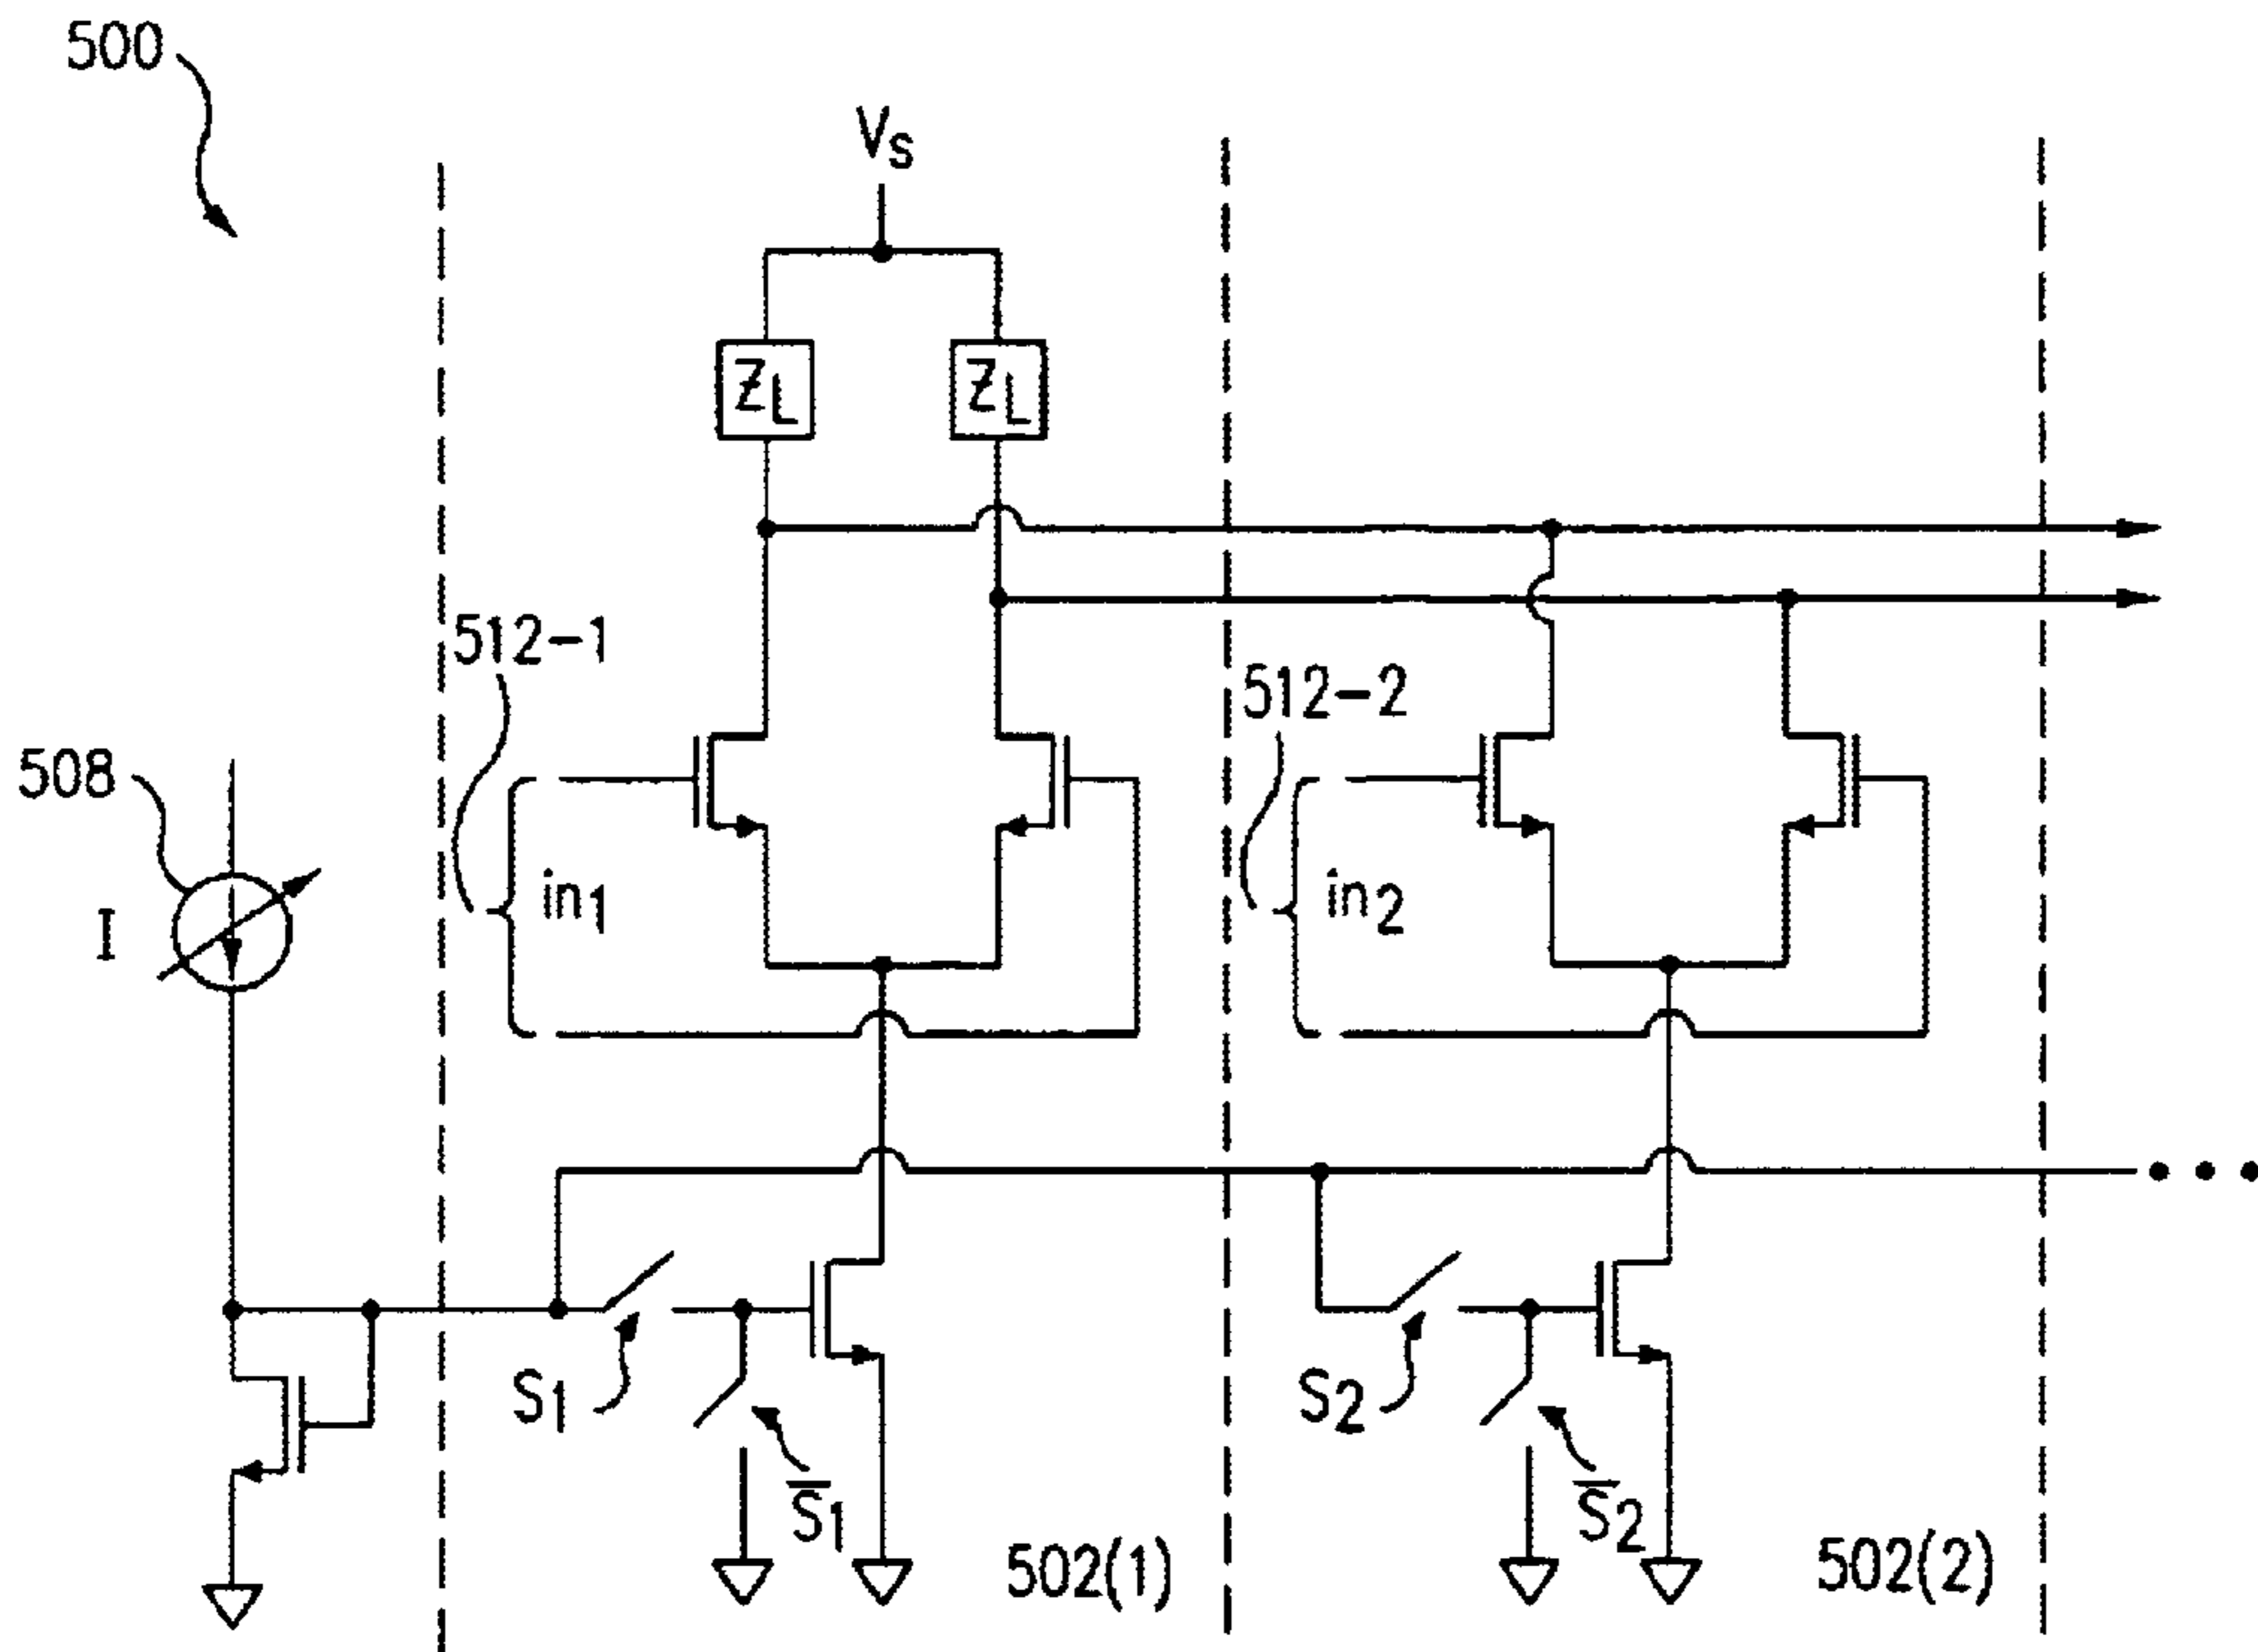 500
Vs
ZL
ZL
512-1
512-2
508
I
in1
in2
S1
S̅1
S2
S̅2
502(1)
502(2)